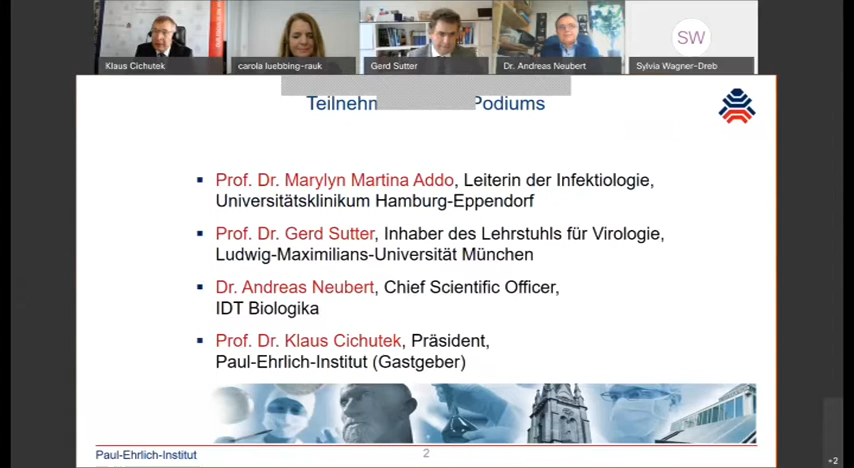 SW
Klaus Cichutek
carola luebbing-rauk
Gerd Sutter
Dr. Andreas Neubert
Sylvia Wagner-Dreb
Podiums
▪ Prof. Dr. Marylyn Martina Addo, Leiterin der Infektiologie,
Universitätsklinikum Hamburg-Eppendorf
▪ Prof. Dr. Gerd Sutter, Inhaber des Lehrstuhls für Virologie,
Ludwig-Maximilians-Universität München
▪ Dr. Andreas Neubert, Chief Scientific Officer,
IDT Biologika
▪ Prof. Dr. Klaus Cichutek, Präsident,
Paul-Ehrlich-Institut (Gastgeber)
Paul-Ehrlich-Institut
2
+2